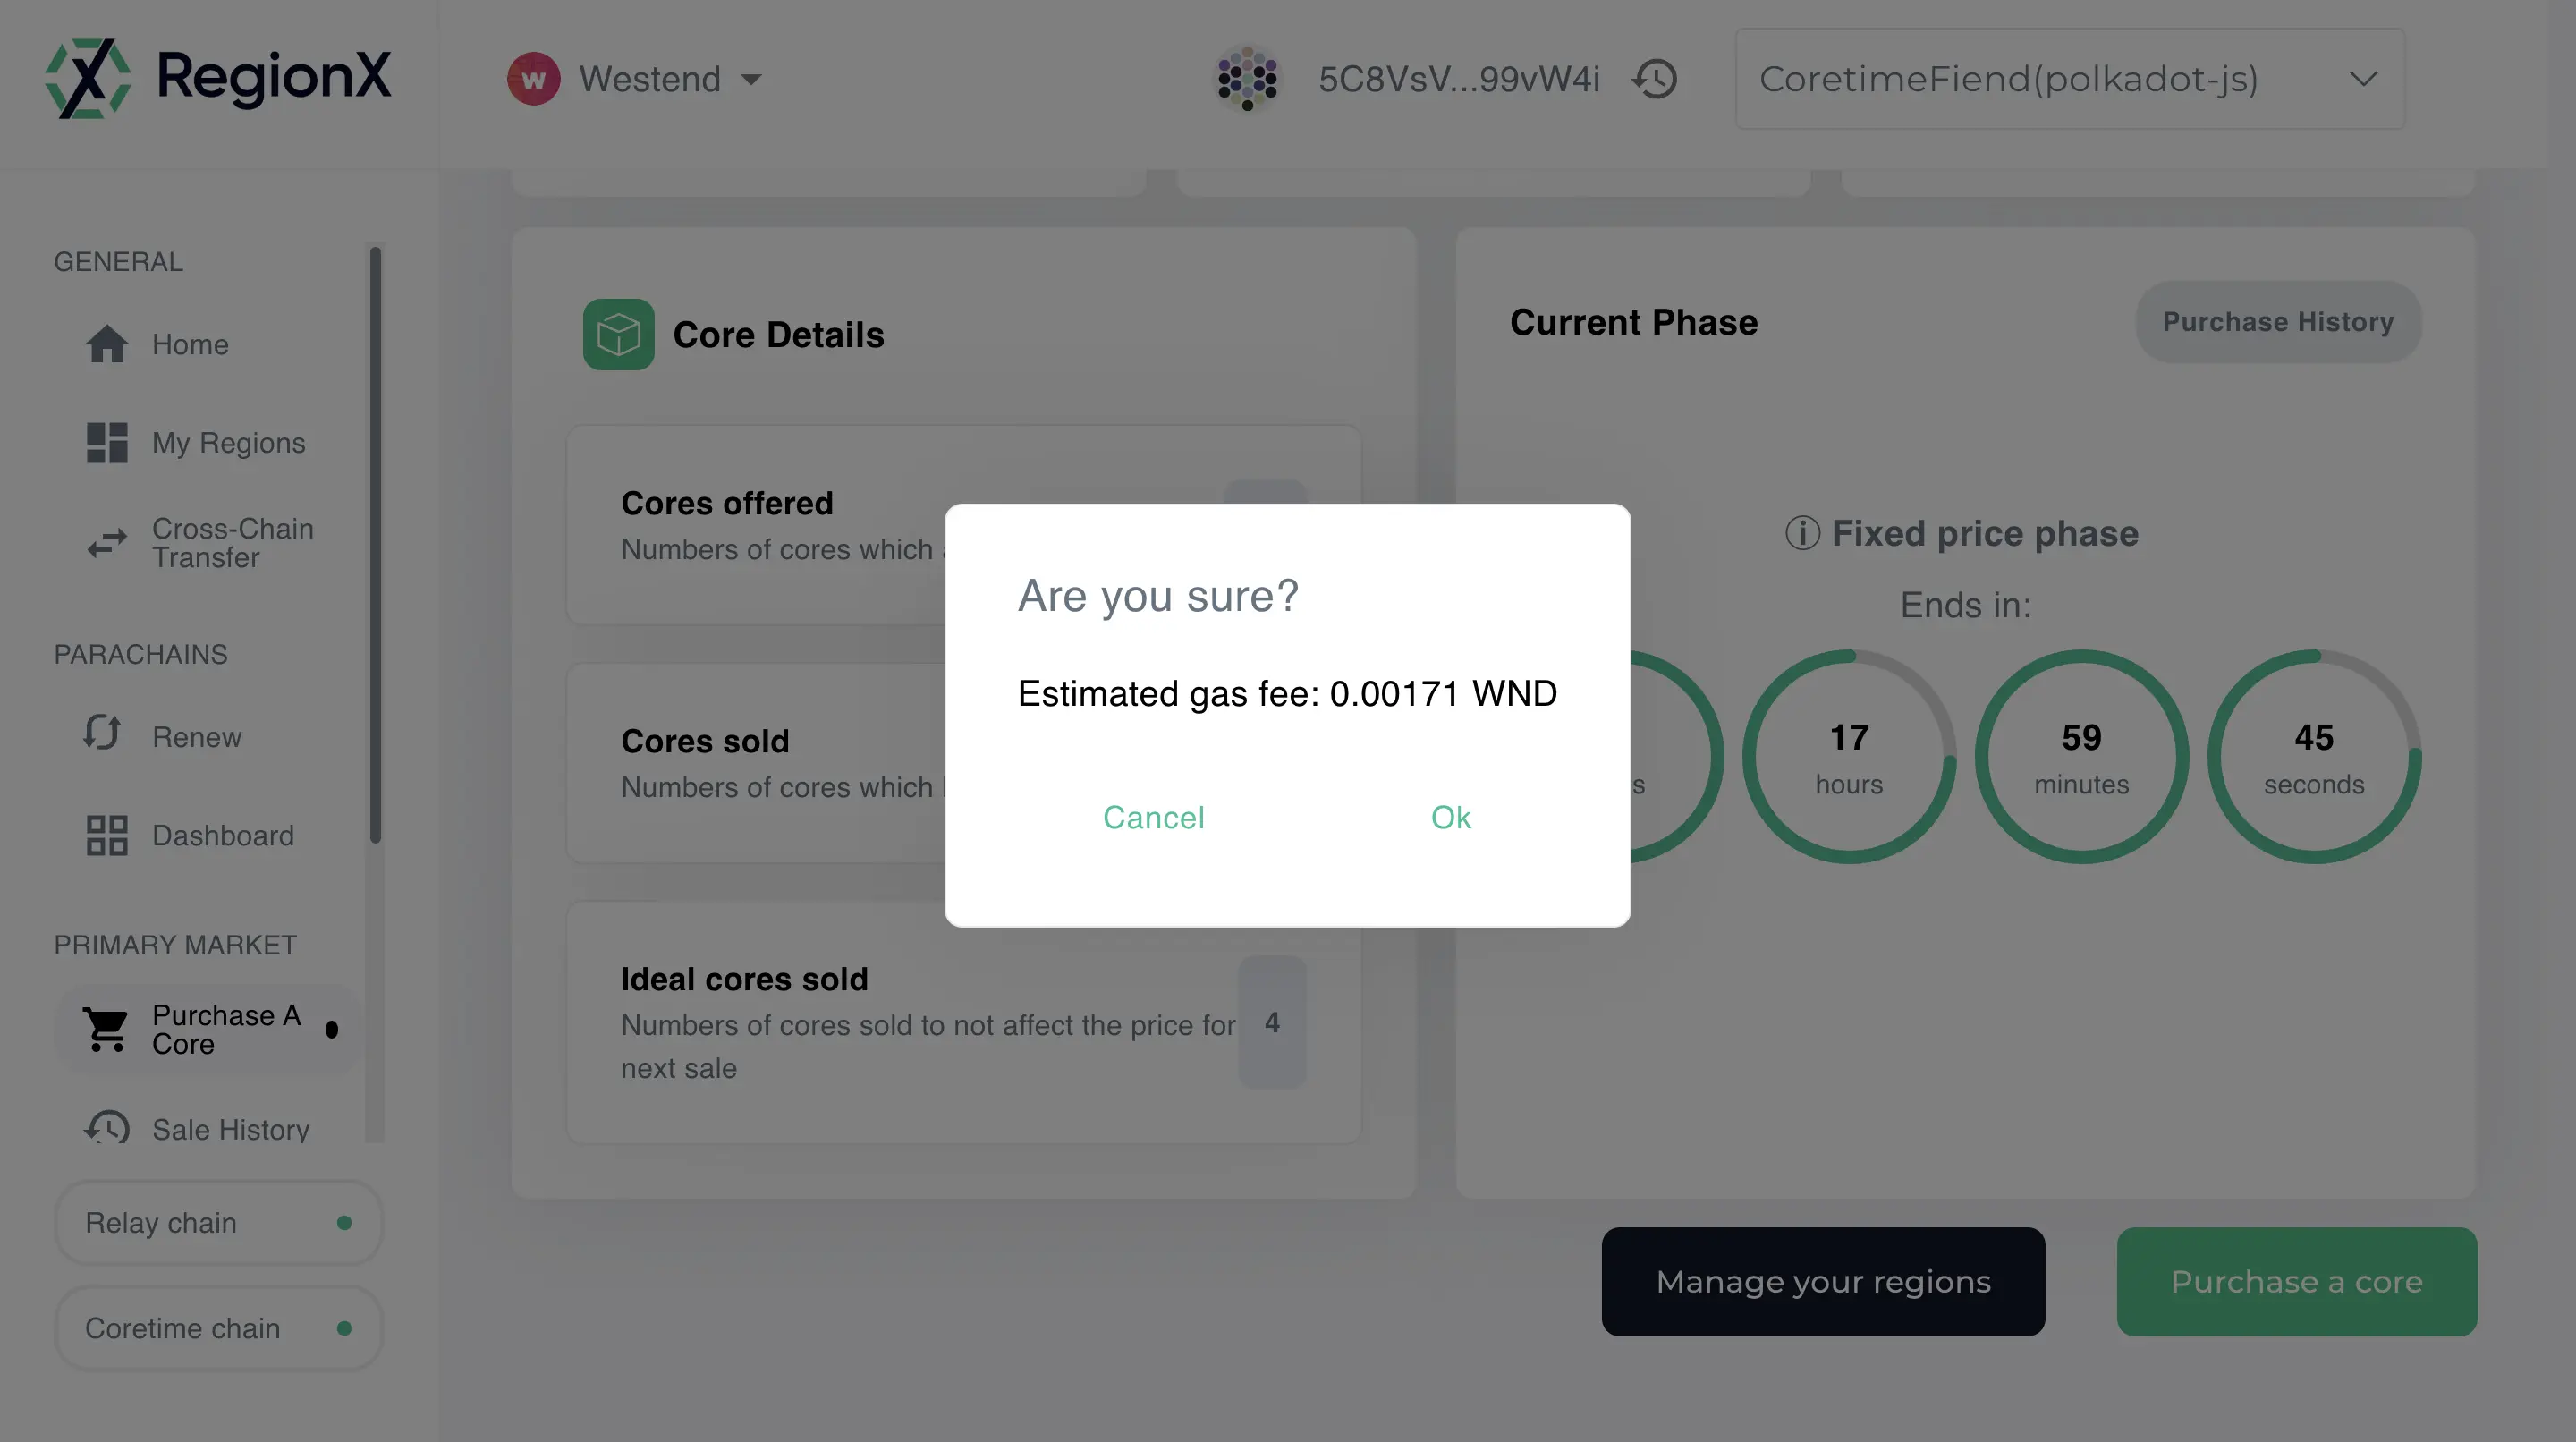 RegionX
Westend
5C8VsV...99vW4i
CoretimeFiend(polkadot-js)
GENERAL
Home
My Regions
Cross-Chain
Transfer
PARACHAINS
Renew
Dashboard
PRIMARY MARKET
Purchase A
Core
Sale History
Relay chain
Coretime chain
Core Details
Cores offered
Numbers of cores which
Cores sold
Numbers of cores which
Ideal cores sold
Numbers of cores sold to not affect the price for
next sale
4
Are you sure?
Estimated gas fee: 0.00171 WND
Cancel
Ok
Current Phase
Purchase History
Fixed price phase
Ends in:
17
hours
59
minutes
45
seconds
Manage your regions
Purchase a core